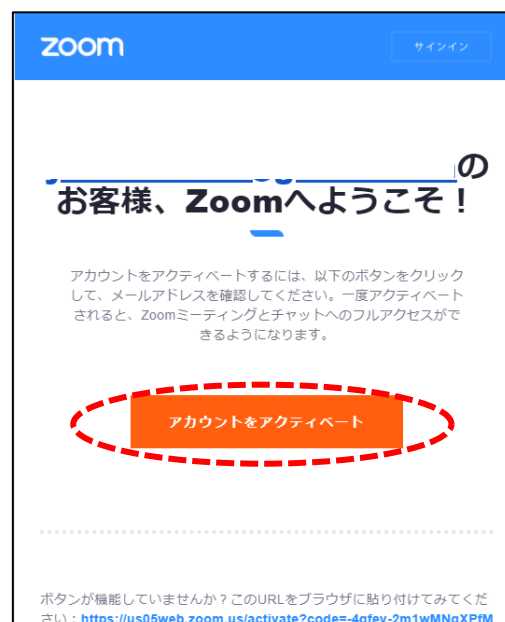 zoom
サインイン
の
お客様、Zoomへようこそ！
アカウントをアクティベートするには、以下のボタンをクリック
して、メールアドレスを確認してください。一度アクティベート
されると、Zoomミーティングとチャットへのフルアクセスがで
きるようになります。
アカウントをアクティベート
ボタンが機能していませんか？このURLをブラウザに貼り付けてみてくだ
さい：https://us05web.zoom.us/activate?code=-4gfey-2m1wMNgXPfM